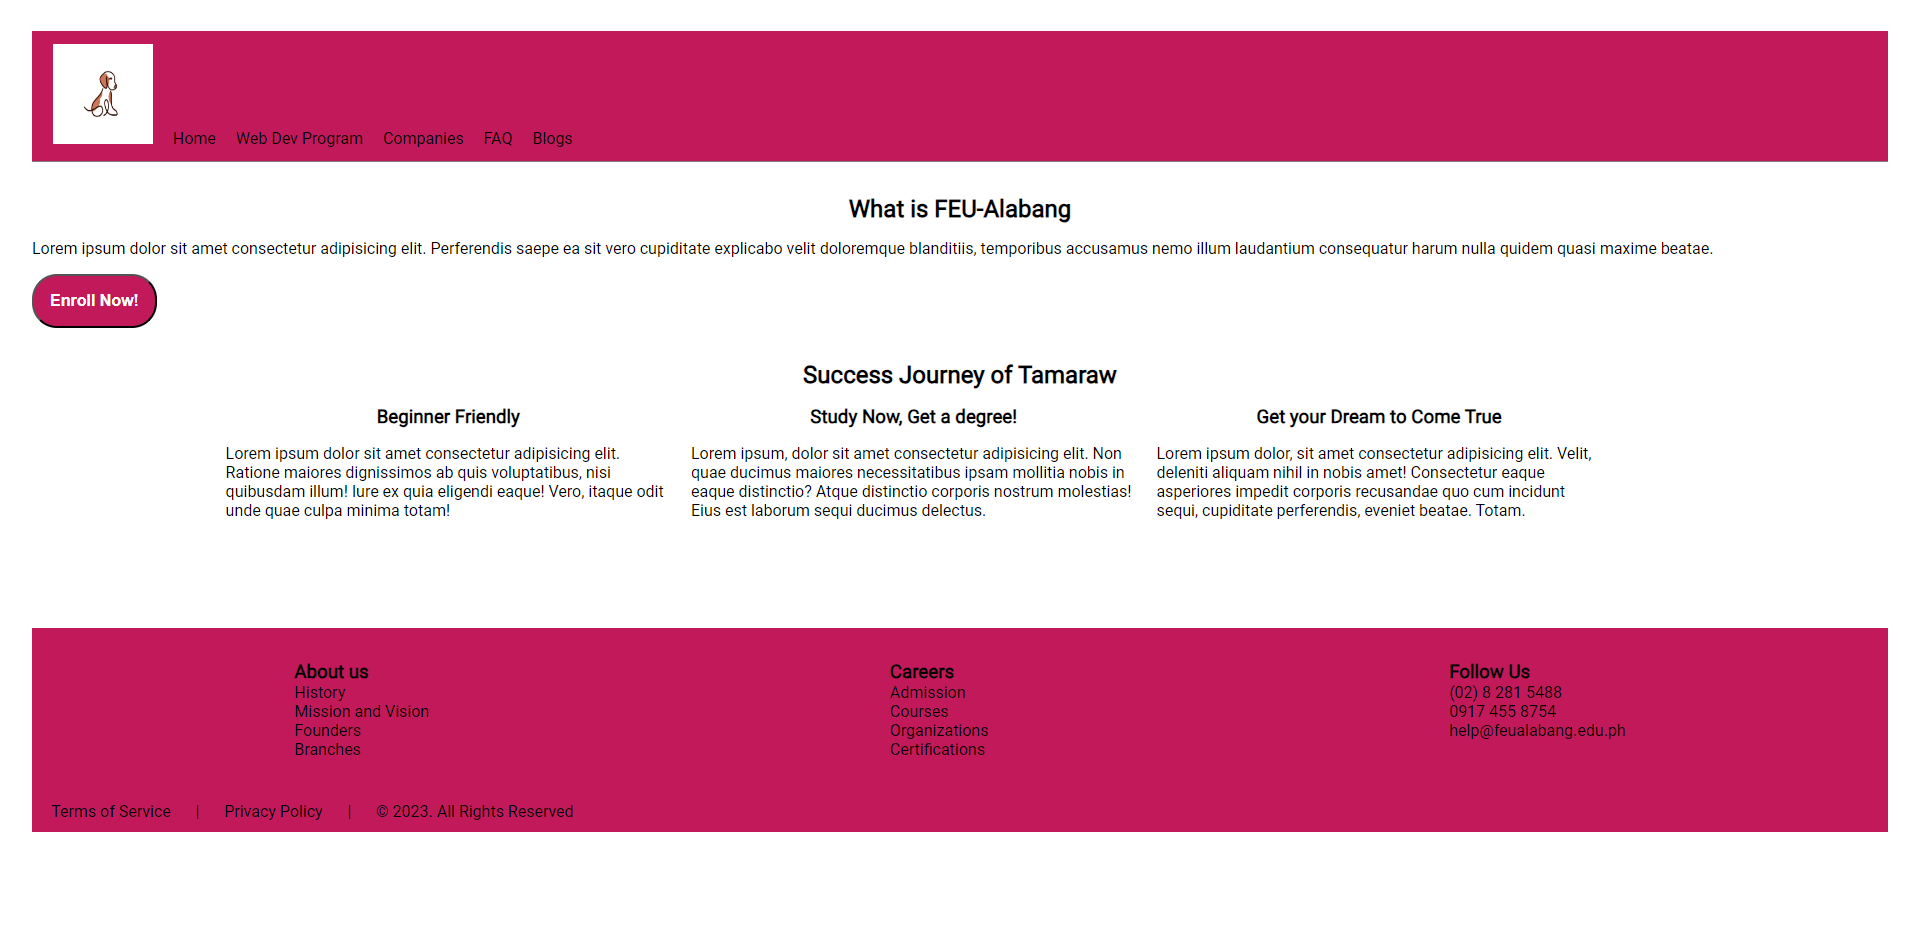 Home Web Dev Program Companies FAQ Blogs
What is FEU-Alabang
Lorem ipsum dolor sit amet consectetur adipisicing elit. Perferendis saepe ea sit vero cupiditate explicabo velit doloremque blanditiis, temporibus accusamus nemo illum laudantium consequatur harum nulla quidem quasi maxime beatae.
Enroll Now!
Success Journey of Tamaraw
Beginner Friendly
Lorem ipsum dolor sit amet consectetur adipisicing elit.
Ratione maiores dignissimos ab quis voluptatibus, nisi
quibusdam illum! Iure ex quia eligendi eaque! Vero, itaque odit
unde quae culpa minima totam!
Study Now, Get a degree!
Lorem ipsum, dolor sit amet consectetur adipisicing elit. Non
quae ducimus maiores necessitatibus ipsam mollitia nobis in
eaque distinctio? Atque distinctio corporis nostrum molestias!
Eius est laborum sequi ducimus delectus.
Get your Dream to Come True
Lorem ipsum dolor, sit amet consectetur adipisicing elit. Velit,
deleniti aliquam nihil in nobis amet! Consectetur eaque
asperiores impedit corporis recusandae quo cum incidunt
sequi, cupiditate perferendis, eveniet beatae. Totam.
About us
History
Mission and Vision
Founders
Branches
Careers
Admission
Courses
Organizations
Certifications
Follow Us
(02) 8 281 5488
0917 455 8754
help@feualabang.edu.ph
Terms of Service | Privacy Policy | © 2023. All Rights Reserved